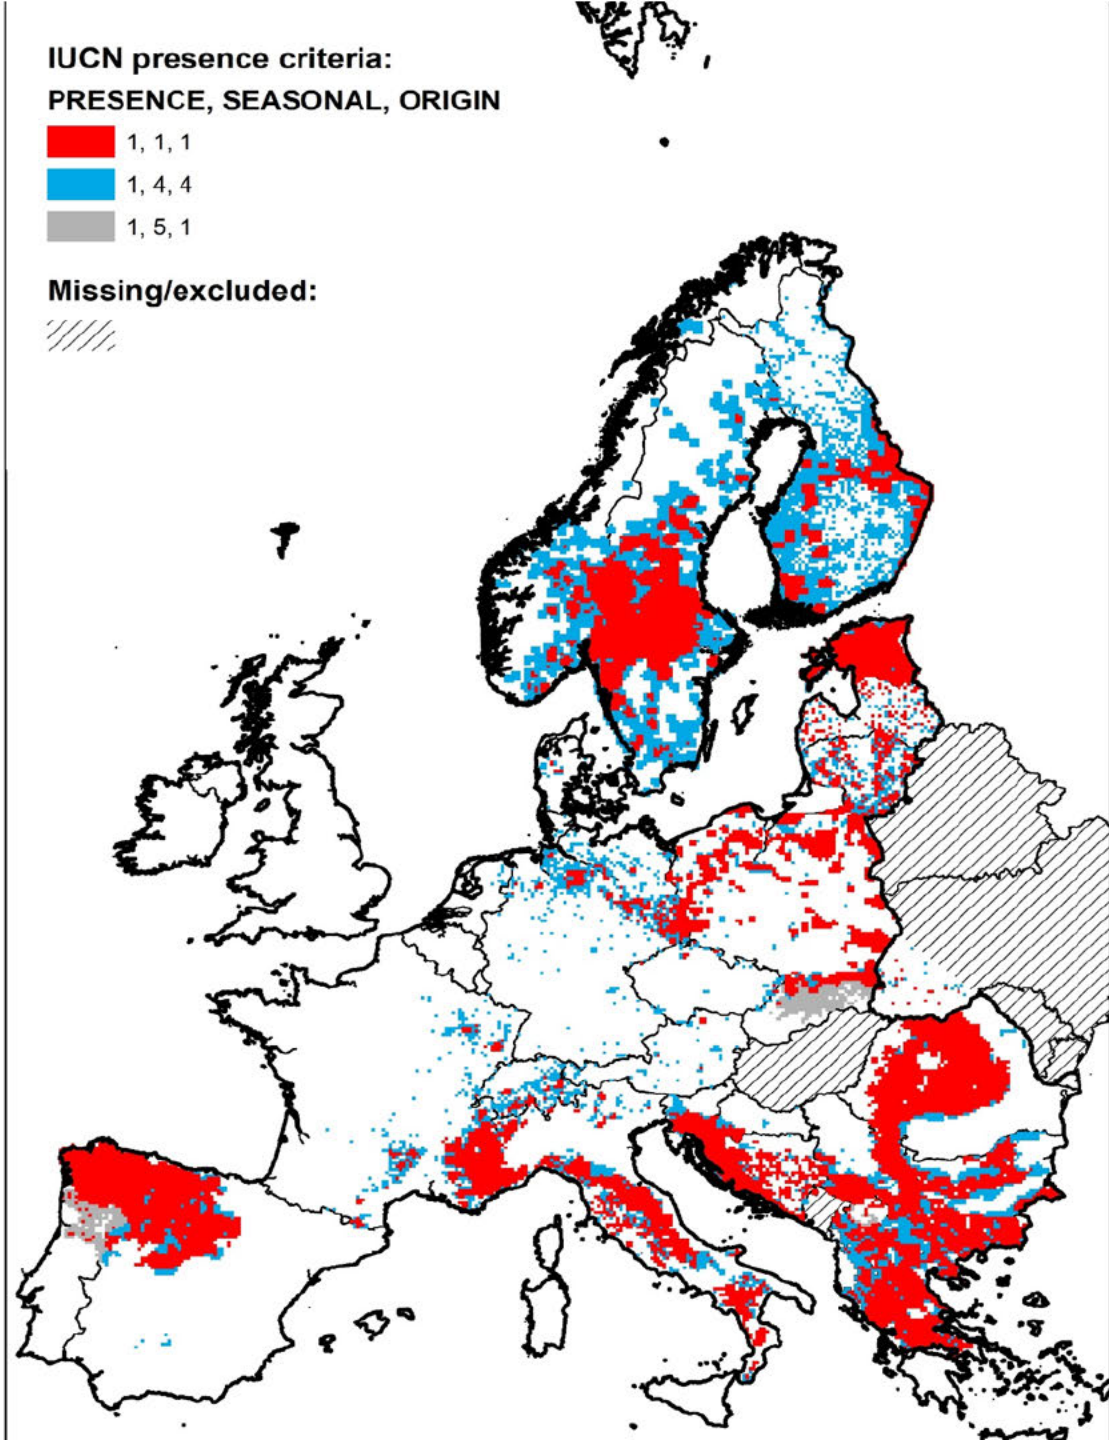 IUCN presence criteria:
PRESENCE, SEASONAL, ORIGIN
1, 1, 1
1, 4, 4
1, 5, 1
Missing/excluded: